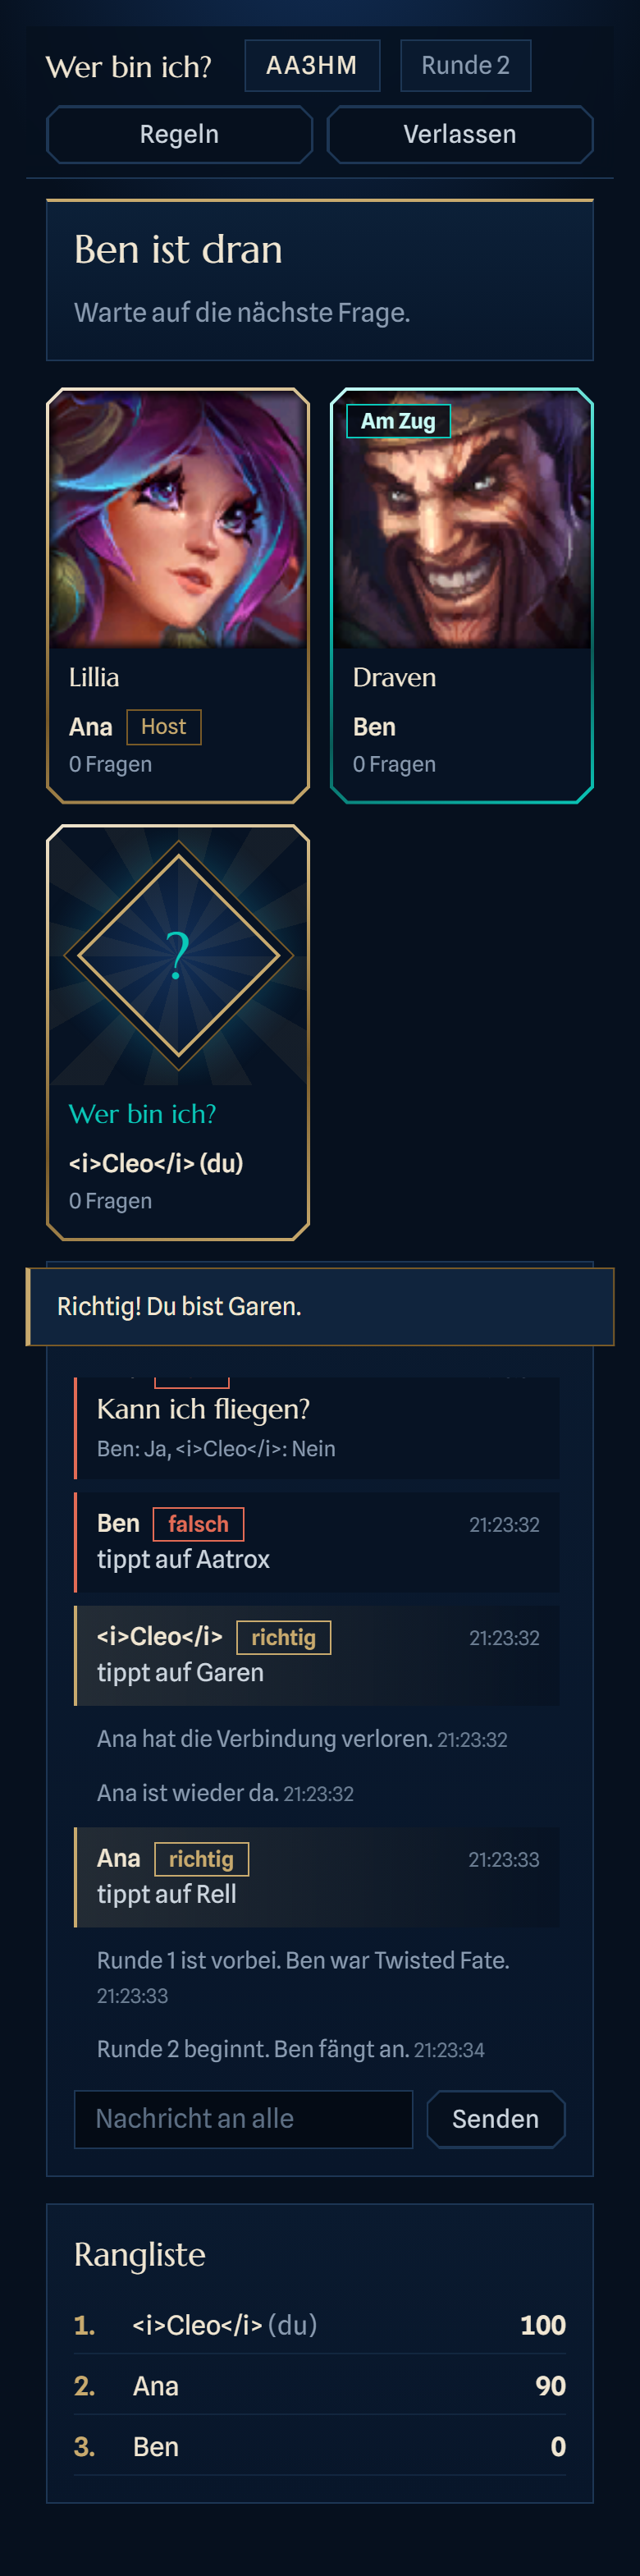 Wer bin ich? AA3HM Runde 2
Regeln Verlassen
Ben ist dran
Warte auf die nächste Frage.
Am Zug
Lillia
Ana Host
0 Fragen
Draven
Ben
0 Fragen
?
Wer bin ich?
<i>Cleo</i> (du)
0 Fragen
Richtig! Du bist Garen.
Kann ich fliegen?
Ben: Ja, <i>Cleo</i>: Nein
Ben falsch 21:23:32
tippt auf Aatrox
<i>Cleo</i> richtig 21:23:32
tippt auf Garen
Ana hat die Verbindung verloren. 21:23:32
Ana ist wieder da. 21:23:32
Ana richtig 21:23:33
tippt auf Rell
Runde 1 ist vorbei. Ben war Twisted Fate.
21:23:33
Runde 2 beginnt. Ben fängt an. 21:23:34
Nachricht an alle Senden
Rangliste
1. <i>Cleo</i> (du) 100
2. Ana 90
3. Ben 0